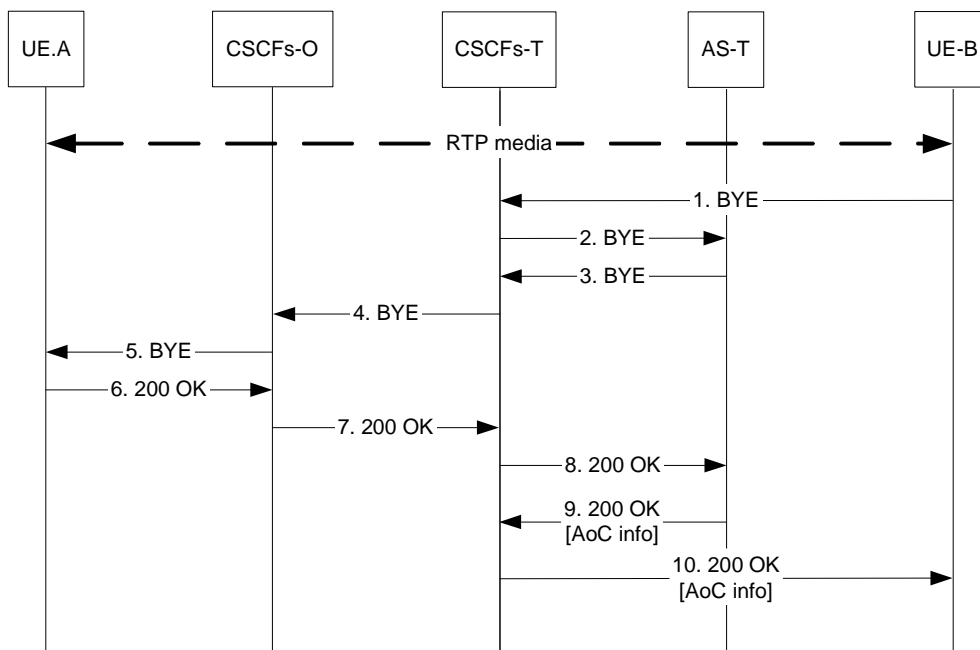 UE.A
CSCFs-O
CSCFs-T
AS-T
UE-B
RTP media
1. BYE
2. BYE
3. BYE
4. BYE
5. BYE
6. 200 OK
7. 200 OK
8. 200 OK
9. 200 OK
[AoC info]
10. 200 OK
[AoC info]